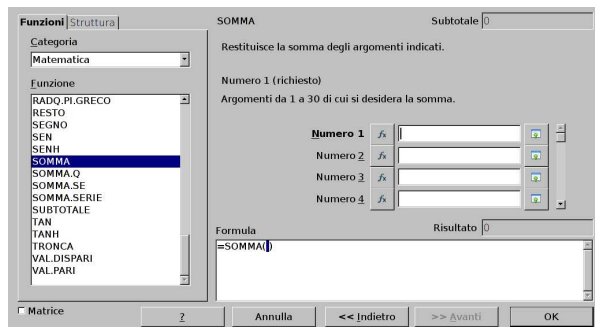 Funzioni Struttura
Categoria
Matematica
Funzione
RADQ.PI.GRECO
RESTO
SEGNO
SEN
SENH
SOMMA
SOMMA.Q
SOMMA.SE
SOMMA.SERIE
SUBTOTALE
TAN
TANH
TRONCA
VAL.DISPARI
VAL.PARI
SOMMA Subtotale 0
Restituisce la somma degli argomenti indicati.
Numero 1 (richiesto)
Argomenti da 1 a 30 di cui si desidera la somma.
Numero 1 fx
Numero 2 fx
Numero 3 fx
Numero 4 fx
Formula Risultato 0
=SOMMA()
Matrice ? Annulla << Indietro >> Avanti OK